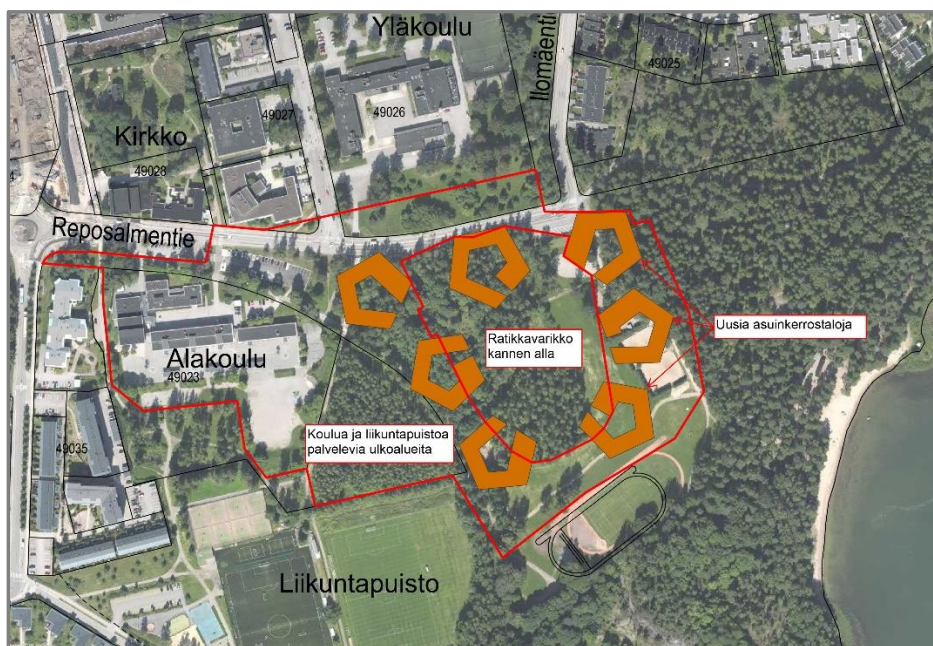 Yläkoulu
Ilomäentie
49025
49026
49027
Kirkko
49028
Reposalmentie
Uusia asuinkerrostaloja
Ratikkavarikko
kannen alla
Alakoulu
49023
Koulua ja liikuntapuistoa
palvelevia ulkoalueita
49035
Liikuntapuisto